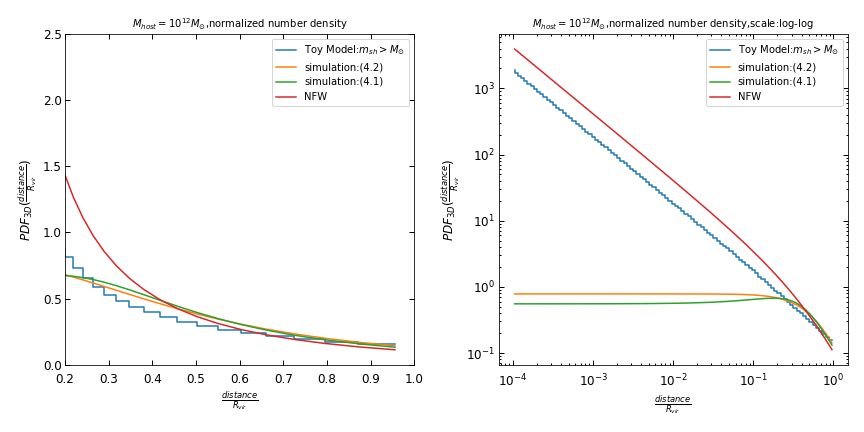 M_host = 10^12 M_⊙,normalized number density
PDF_3D(distance/R_vir)
2.5
2.0
1.5
1.0
0.5
0.0
Toy Model:m_sh > M_⊙
simulation:(4.2)
simulation:(4.1)
NFW
0.2 0.3 0.4 0.5 0.6 0.7 0.8 0.9 1.0
distance/R_vir
M_host = 10^12 M_⊙,normalized number density,scale:log-log
PDF_3D(distance/R_vir)
10^3
10^2
10^1
10^0
10^−1
Toy Model:m_sh > M_⊙
simulation:(4.2)
simulation:(4.1)
NFW
10^−4 10^−3 10^−2 10^−1 10^0
distance/R_vir